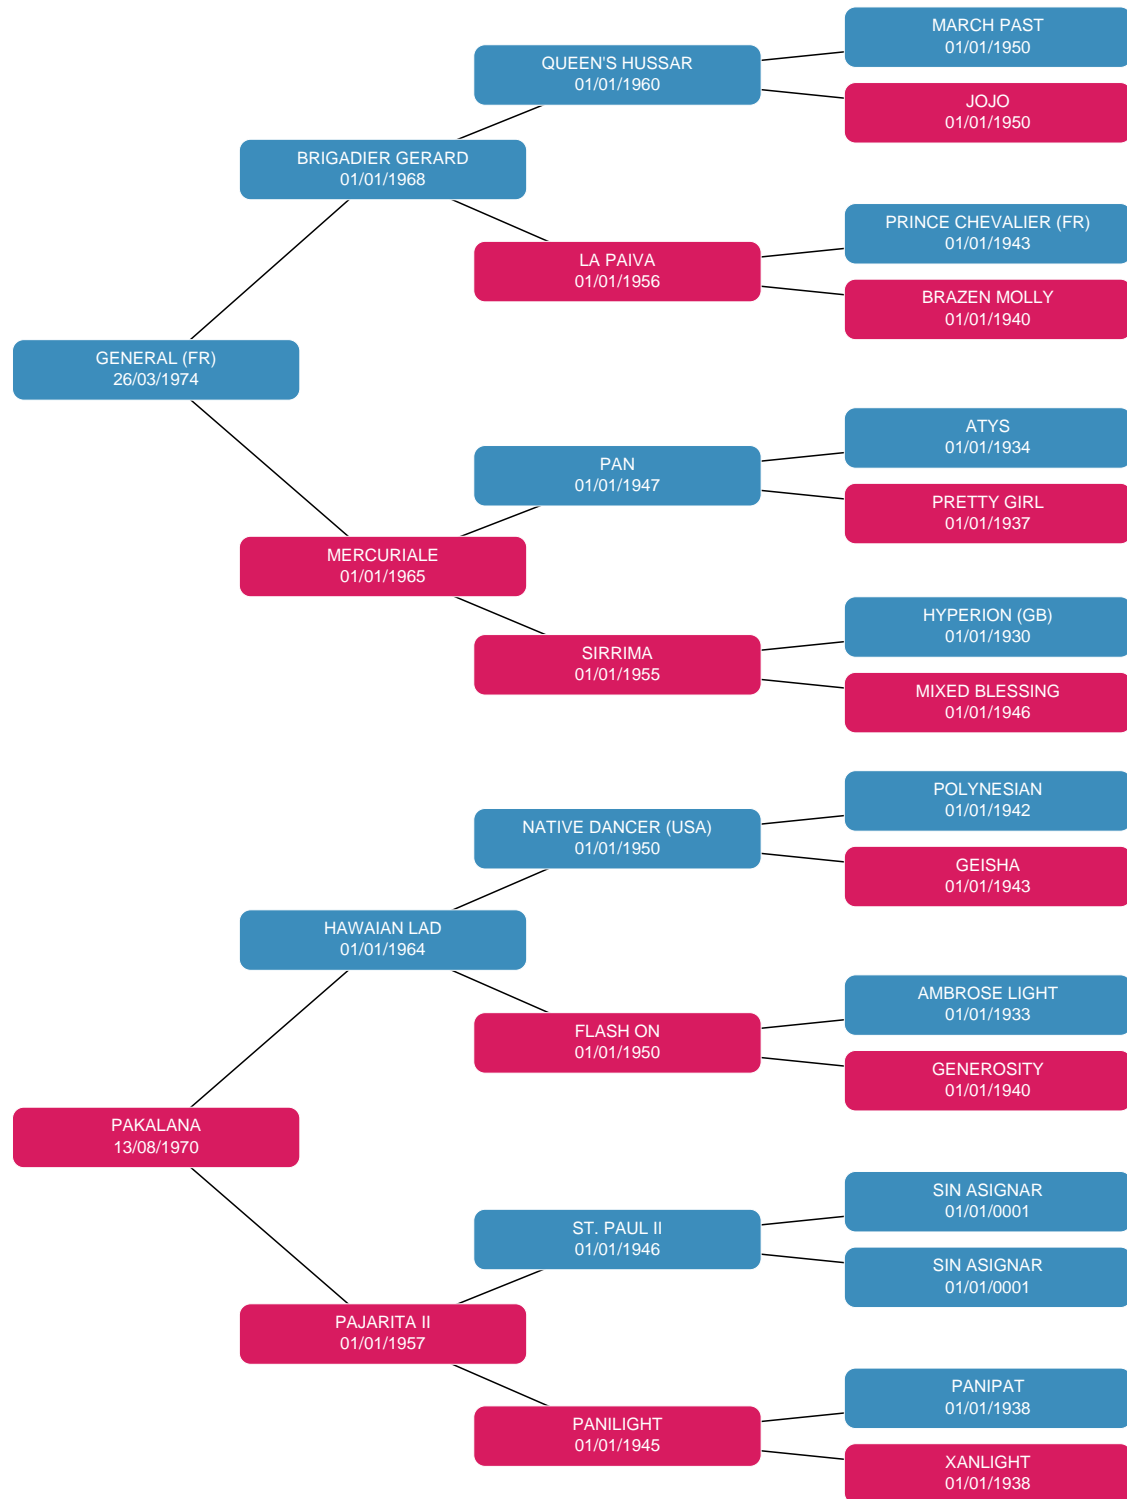 MARCH PAST
01/01/1950
QUEEN'S HUSSAR
01/01/1960
JOJO
01/01/1950
BRIGADIER GERARD
01/01/1968
PRINCE CHEVALIER (FR)
01/01/1943
LA PAIVA
01/01/1956
BRAZEN MOLLY
01/01/1940
GENERAL (FR)
26/03/1974
ATYS
01/01/1934
PAN
01/01/1947
PRETTY GIRL
01/01/1937
MERCURIALE
01/01/1965
HYPERION (GB)
01/01/1930
SIRRIMA
01/01/1955
MIXED BLESSING
01/01/1946
POLYNESIAN
01/01/1942
NATIVE DANCER (USA)
01/01/1950
GEISHA
01/01/1943
HAWAIAN LAD
01/01/1964
AMBROSE LIGHT
01/01/1933
FLASH ON
01/01/1950
GENEROSITY
01/01/1940
PAKALANA
13/08/1970
SIN ASIGNAR
01/01/0001
ST. PAUL II
01/01/1946
SIN ASIGNAR
01/01/0001
PAJARITA II
01/01/1957
PANIPAT
01/01/1938
PANILIGHT
01/01/1945
XANLIGHT
01/01/1938